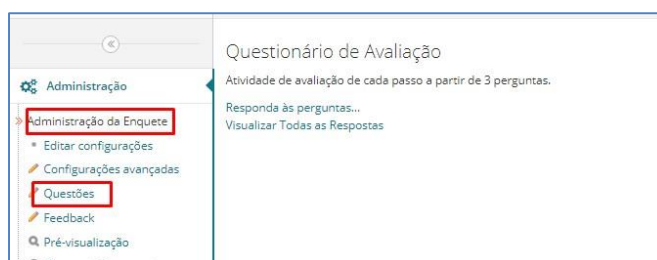 Administração
Administração da Enquete
Editar configurações
Configurações avançadas
Questões
Feedback
Pré-visualização
Questionário de Avaliação
Atividade de avaliação de cada passo a partir de 3 perguntas.
Responda às perguntas...
Visualizar Todas as Respostas